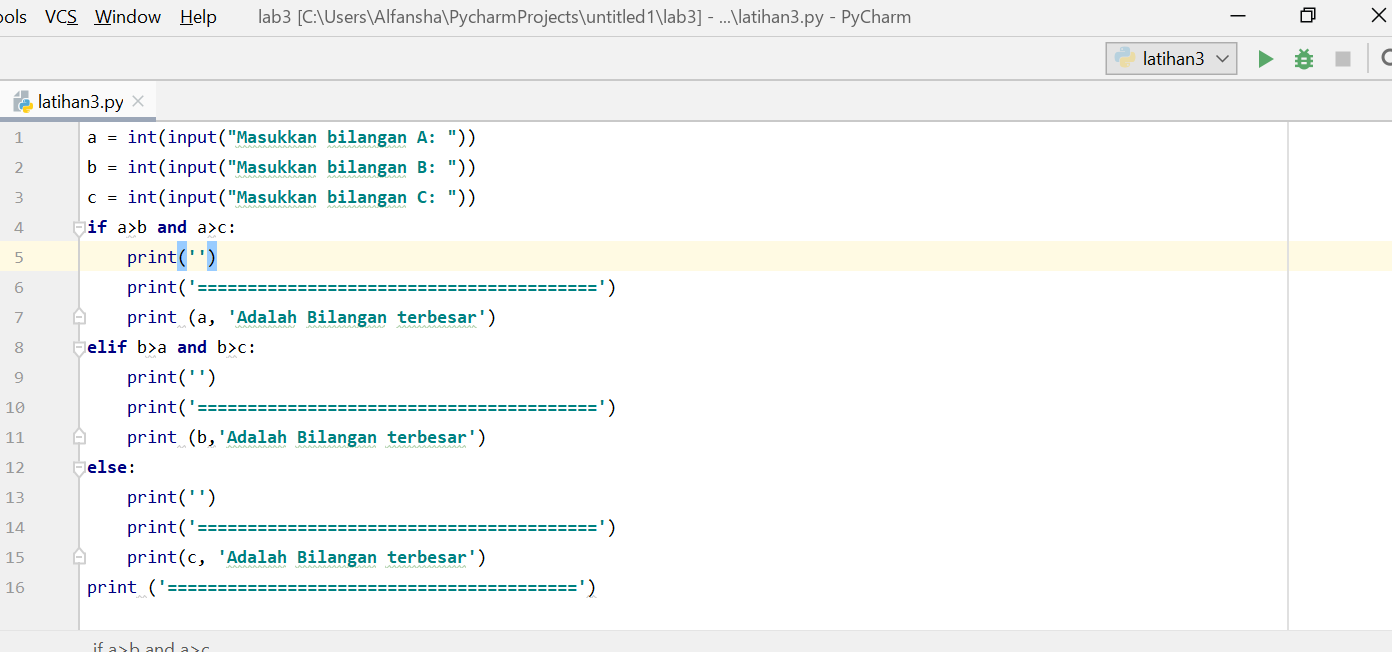 ols VCS Window Help lab3 [C:\Users\Alfansha\PycharmProjects\untitled1\lab3] - ...\latihan3.py - PyCharm
latihan3
latihan3.py
1 a = int(input("Masukkan bilangan A: "))
2 b = int(input("Masukkan bilangan B: "))
3 c = int(input("Masukkan bilangan C: "))
4 if a>b and a>c:
5     print('')
6     print('========================================')
7     print (a, 'Adalah Bilangan terbesar')
8 elif b>a and b>c:
9     print('')
10     print('========================================')
11     print (b,'Adalah Bilangan terbesar')
12 else:
13     print('')
14     print('========================================')
15     print(c, 'Adalah Bilangan terbesar')
16 print ('=========================================')
if a>b and a>c